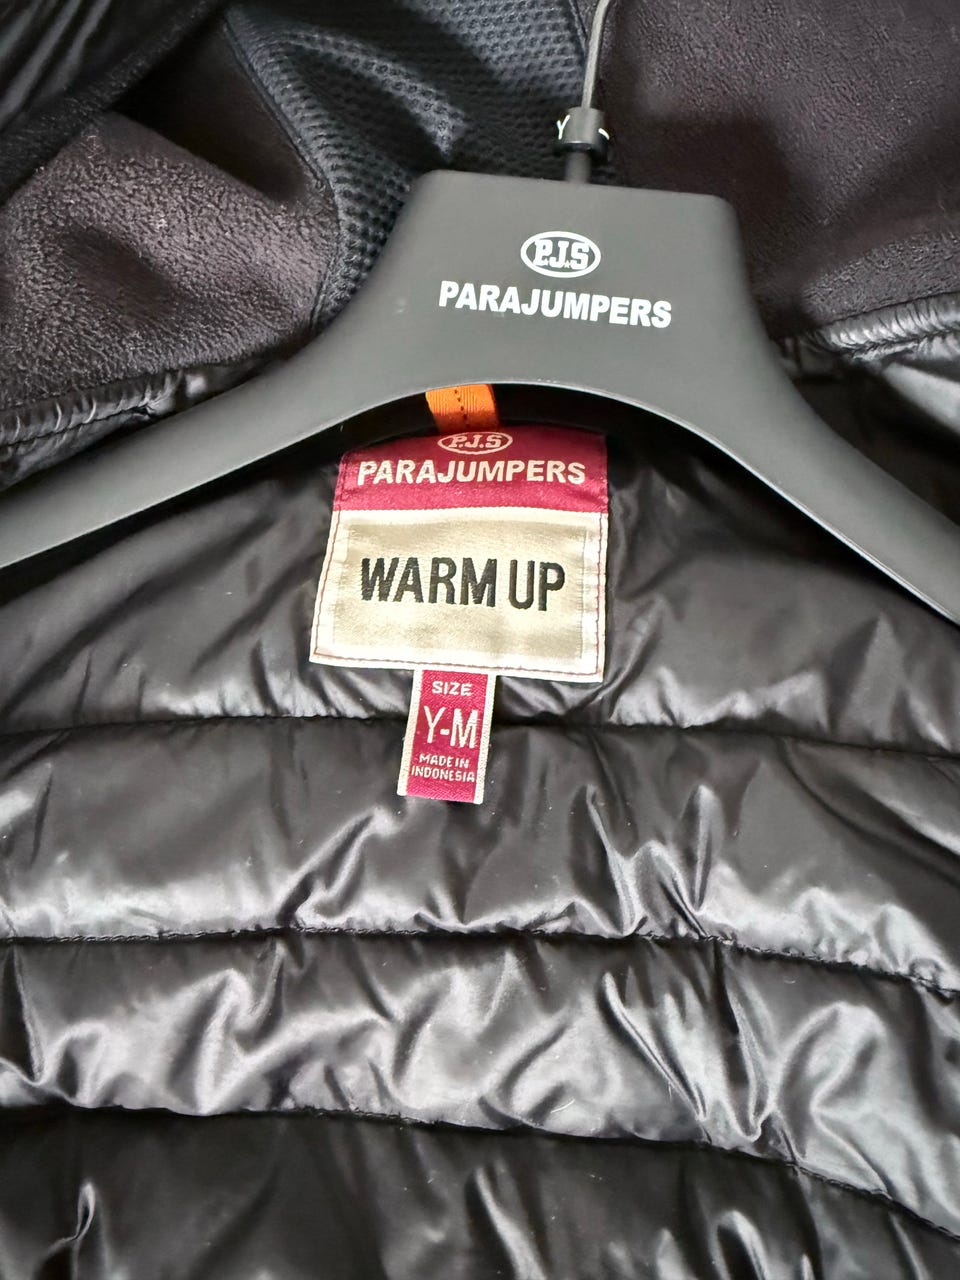 Y
P.J.S
PARAJUMPERS
P.J.S
PARAJUMPERS
WARM UP
SIZE
Y-M
MADE IN
INDONESIA